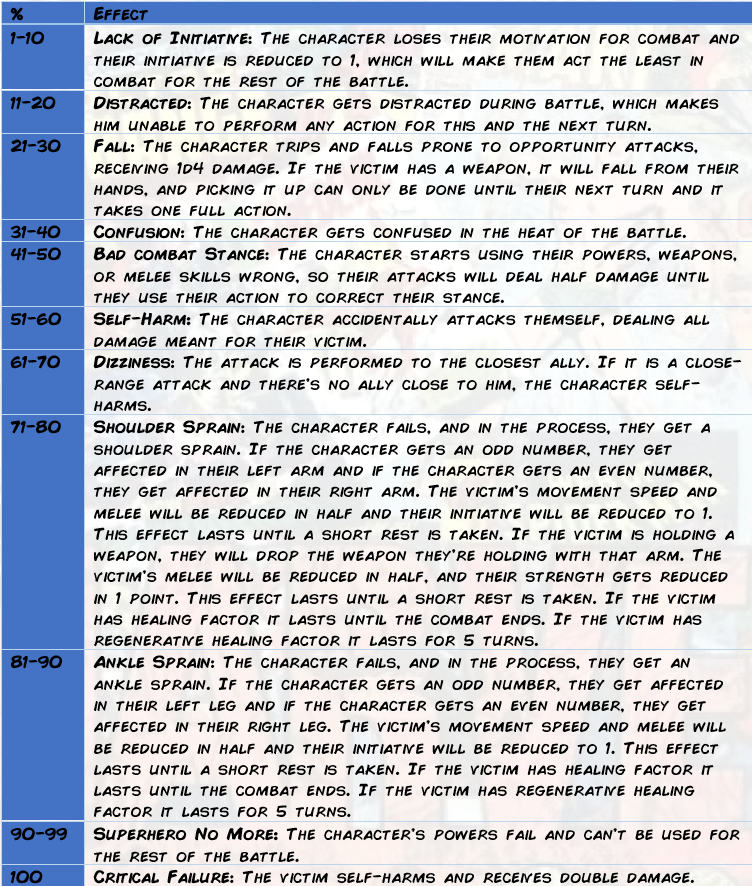 % Effect
1-10 Lack of Initiative: The character loses their motivation for combat and
their initiative is reduced to 1, which will make them act the least in
combat for the rest of the battle.
11-20 Distracted: The character gets distracted during battle, which makes
him unable to perform any action for this and the next turn.
21-30 Fall: The character trips and falls prone to opportunity attacks,
receiving 1d4 damage. If the victim has a weapon, it will fall from their
hands, and picking it up can only be done until their next turn and it
takes one full action.
31-40 Confusion: The character gets confused in the heat of the battle.
41-50 Bad combat Stance: The character starts using their powers, weapons,
or melee skills wrong, so their attacks will deal half damage until
they use their action to correct their stance.
51-60 Self-Harm: The character accidentally attacks themself, dealing all
damage meant for their victim.
61-70 Dizziness: The attack is performed to the closest ally. If it is a close-
range attack and there's no ally close to him, the character self-
harms.
71-80 Shoulder Sprain: The character fails, and in the process, they get a
shoulder sprain. If the character gets an odd number, they get
affected in their left arm and if the character gets an even number,
they get affected in their right arm. The victim's movement speed and
melee will be reduced in half and their initiative will be reduced to 1.
This effect lasts until a short rest is taken. If the victim is holding a
weapon, they will drop the weapon they're holding with that arm. The
victim's melee will be reduced in half, and their strength gets reduced
in 1 point. This effect lasts until a short rest is taken. If the victim
has healing factor it lasts until the combat ends. If the victim has
regenerative healing factor it lasts for 5 turns.
81-90 Ankle Sprain: The character fails, and in the process, they get an
ankle sprain. If the character gets an odd number, they get affected
in their left leg and if the character gets an even number, they get
affected in their right leg. The victim's movement speed and melee will
be reduced in half and their initiative will be reduced to 1. This effect
lasts until a short rest is taken. If the victim has healing factor it
lasts until the combat ends. If the victim has regenerative healing
factor it lasts for 5 turns.
90-99 Superhero No More: The character's powers fail and can't be used for
the rest of the battle.
100 Critical Failure: The victim self-harms and receives double damage.